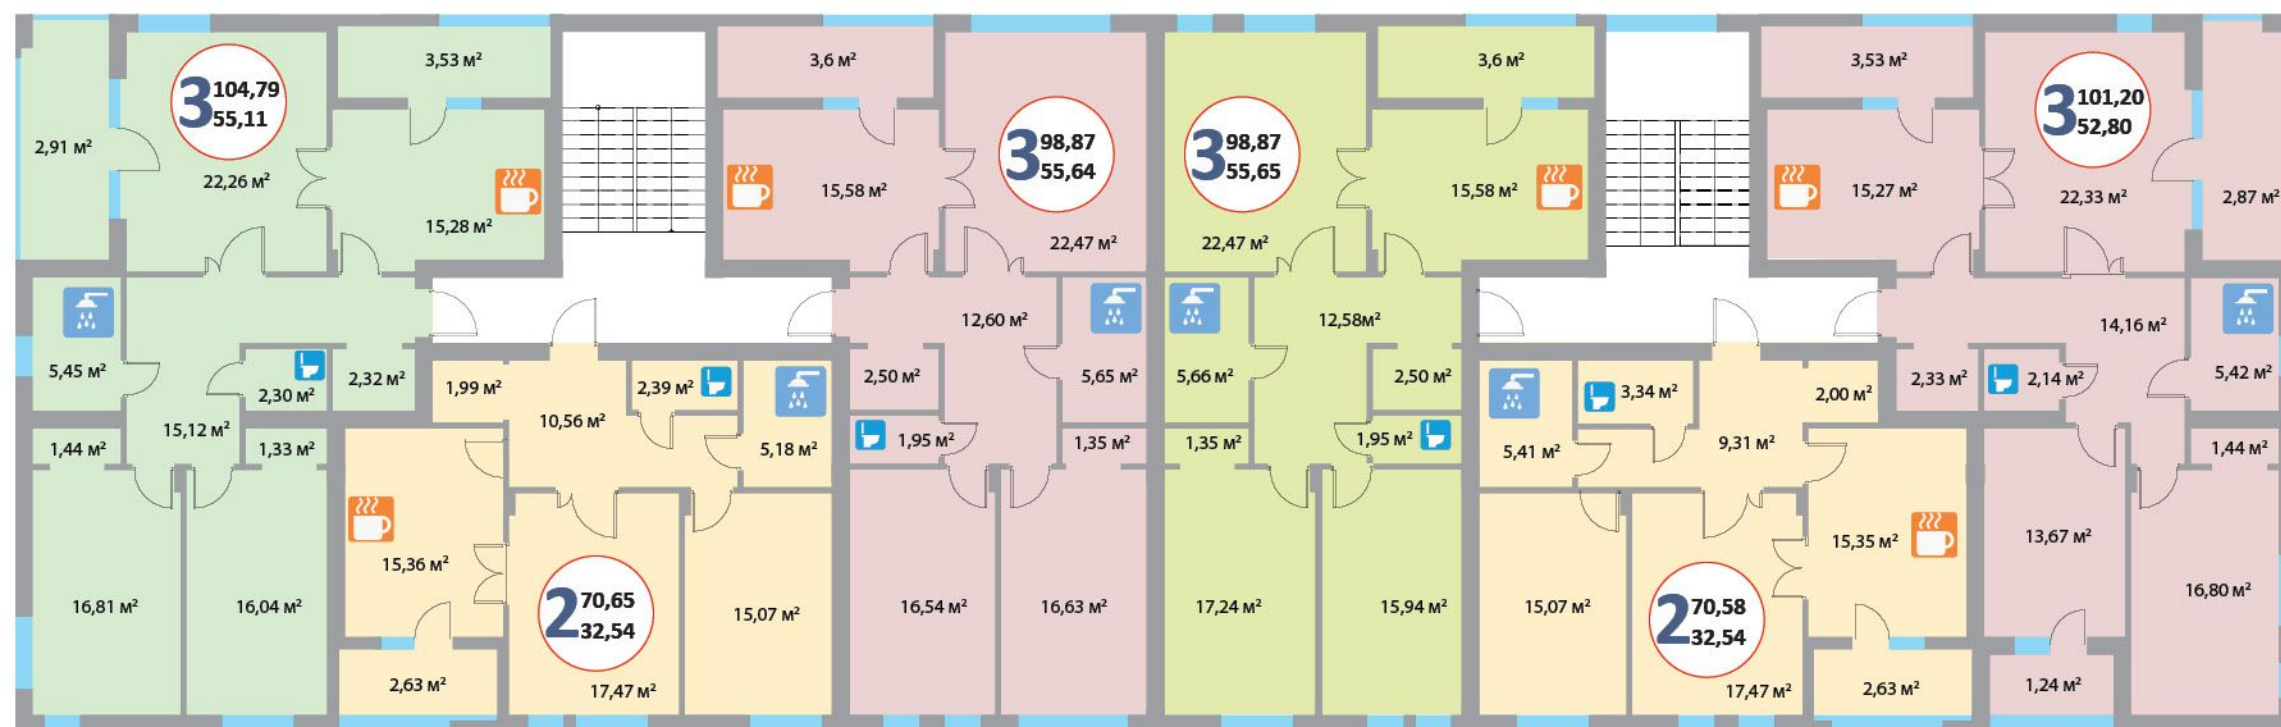 2,91 м²
3 104,79
55,11
22,26 м²
3,53 м²
15,28 м²
5,45 м²
2,30 м²
2,32 м²
15,12 м²
1,44 м²
1,33 м²
16,81 м²
16,04 м²
1,99 м²
10,56 м²
2,39 м²
5,18 м²
15,36 м²
2 70,65
32,54
15,07 м²
2,63 м²
17,47 м²
3,6 м²
3 98,87
55,64
15,58 м²
22,47 м²
12,60 м²
2,50 м²
5,65 м²
1,95 м²
1,35 м²
16,54 м²
16,63 м²
3 98,87
55,65
3,6 м²
15,58 м²
22,47 м²
12,58м²
5,66 м²
2,50 м²
1,35 м²
1,95 м²
17,24 м²
15,94 м²
5,41 м²
3,34 м²
2,00 м²
9,31 м²
15,35 м²
15,07 м²
2 70,58
32,54
17,47 м²
2,63 м²
3,53 м²
3 101,20
52,80
15,27 м²
22,33 м²
2,87 м²
14,16 м²
2,33 м²
2,14 м²
5,42 м²
1,44 м²
13,67 м²
16,80 м²
1,24 м²